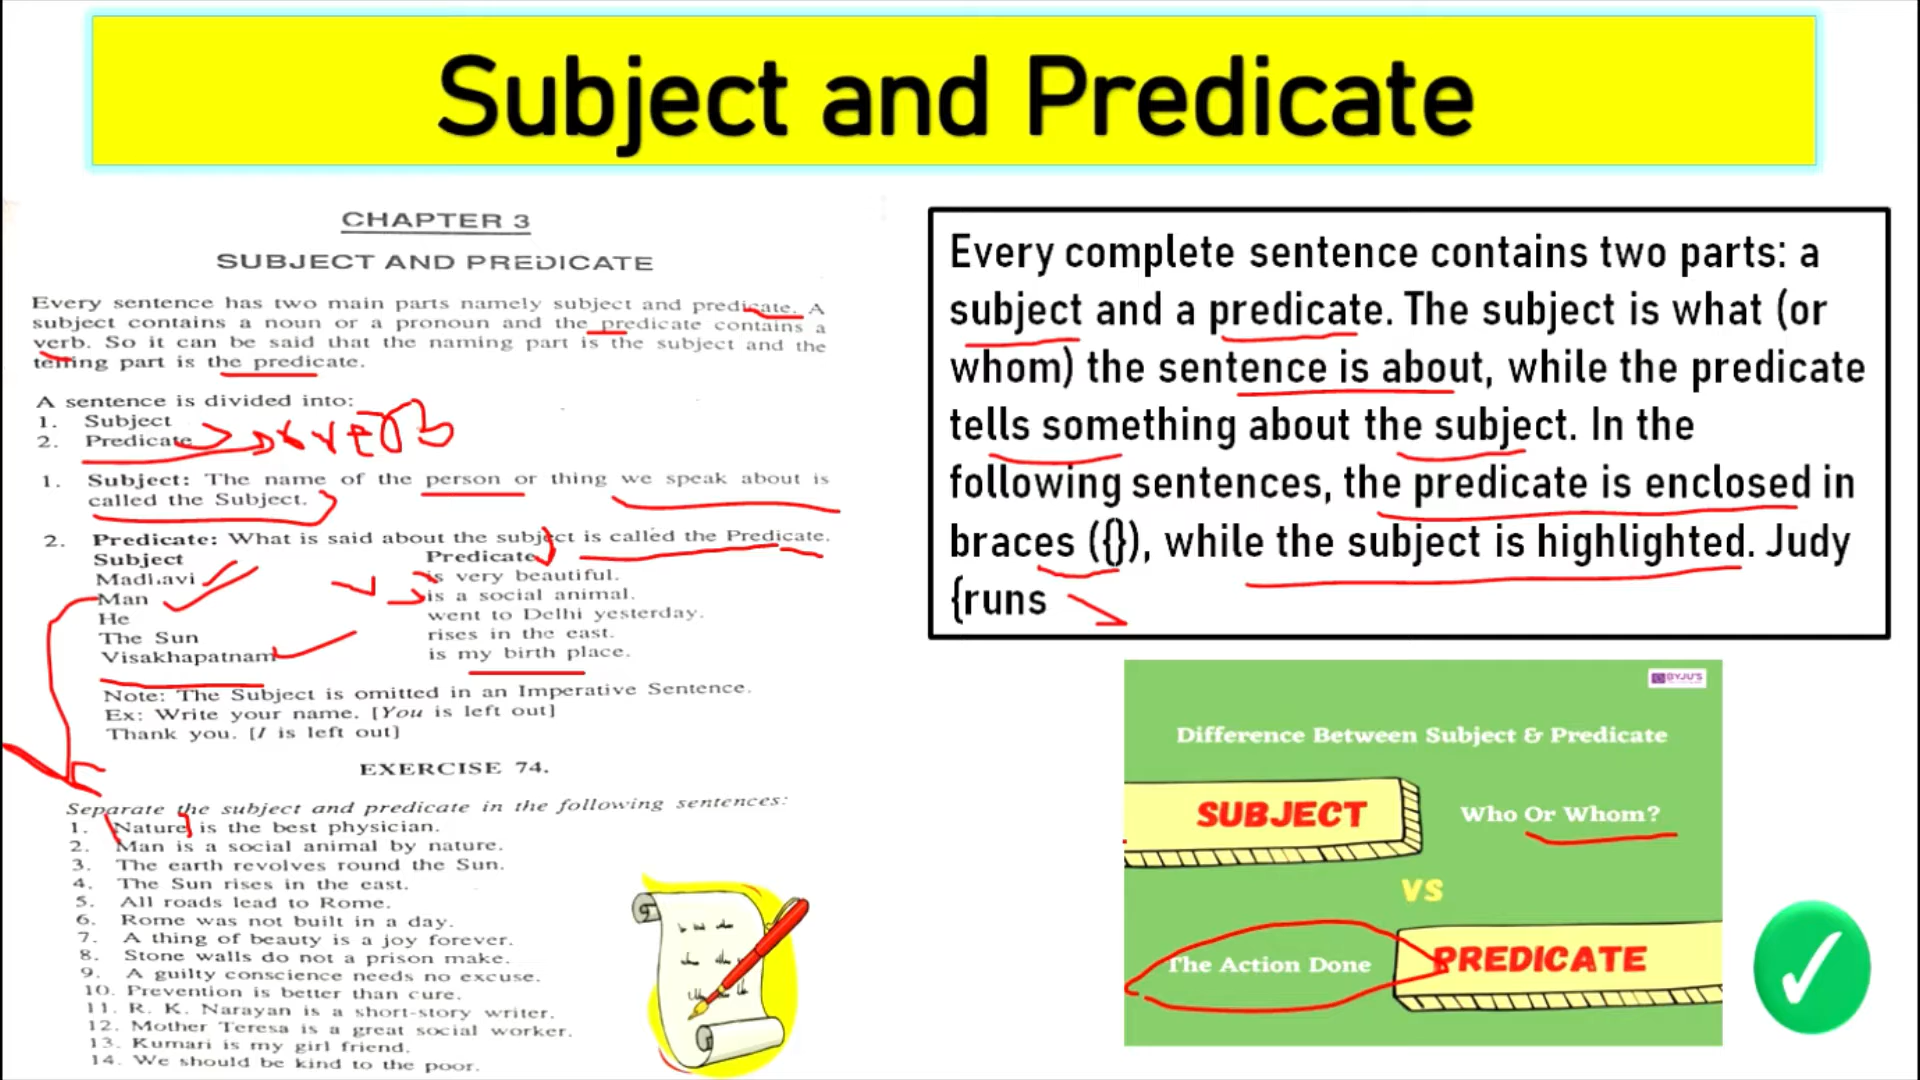 Subject and Predicate
CHAPTER 3
SUBJECT AND PREDICATE
Every sentence has two main parts namely subject and predicate. A
subject contains a noun or a pronoun and the predicate contains a
verb. So it can be said that the naming part is the subject and the
telling part is the predicate.
A sentence is divided into:
1. Subject
2. Predicate
VERB
1. Subject: The name of the person or thing we speak about is
called the Subject.
2. Predicate: What is said about the subject is called the Predicate.
Subject Predicate
Madhavi is very beautiful.
Man is a social animal.
He went to Delhi yesterday.
The Sun rises in the east.
Visakhapatnam is my birth place.
Note: The Subject is omitted in an Imperative Sentence.
Ex: Write your name. [You is left out]
Thank you. [I is left out]
EXERCISE 74.
Separate the subject and predicate in the following sentences:
1. Nature is the best physician.
2. Man is a social animal by nature.
3. The earth revolves round the Sun.
4. The Sun rises in the east.
5. All roads lead to Rome.
6. Rome was not built in a day.
7. A thing of beauty is a joy forever.
8. Stone walls do not a prison make.
9. A guilty conscience needs no excuse.
10. Prevention is better than cure.
11. R. K. Narayan is a short-story writer.
12. Mother Teresa is a great social worker.
13. Kumari is my girl friend.
14. We should be kind to the poor.
Every complete sentence contains two parts: a
subject and a predicate. The subject is what (or
whom) the sentence is about, while the predicate
tells something about the subject. In the
following sentences, the predicate is enclosed in
braces ({}), while the subject is highlighted. Judy
{runs
BYJU'S
Difference Between Subject & Predicate
SUBJECT
Who Or Whom?
VS
The Action Done
PREDICATE